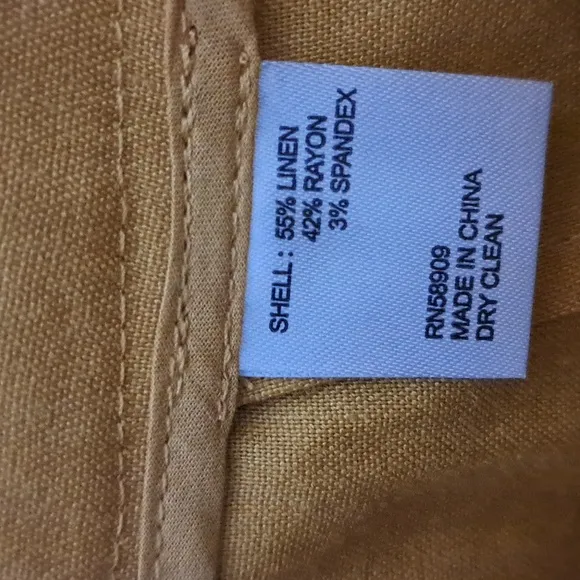 SHELL: 55% LINEN
42% RAYON
3% SPANDEX
RN58909
MADE IN CHINA
DRY CLEAN